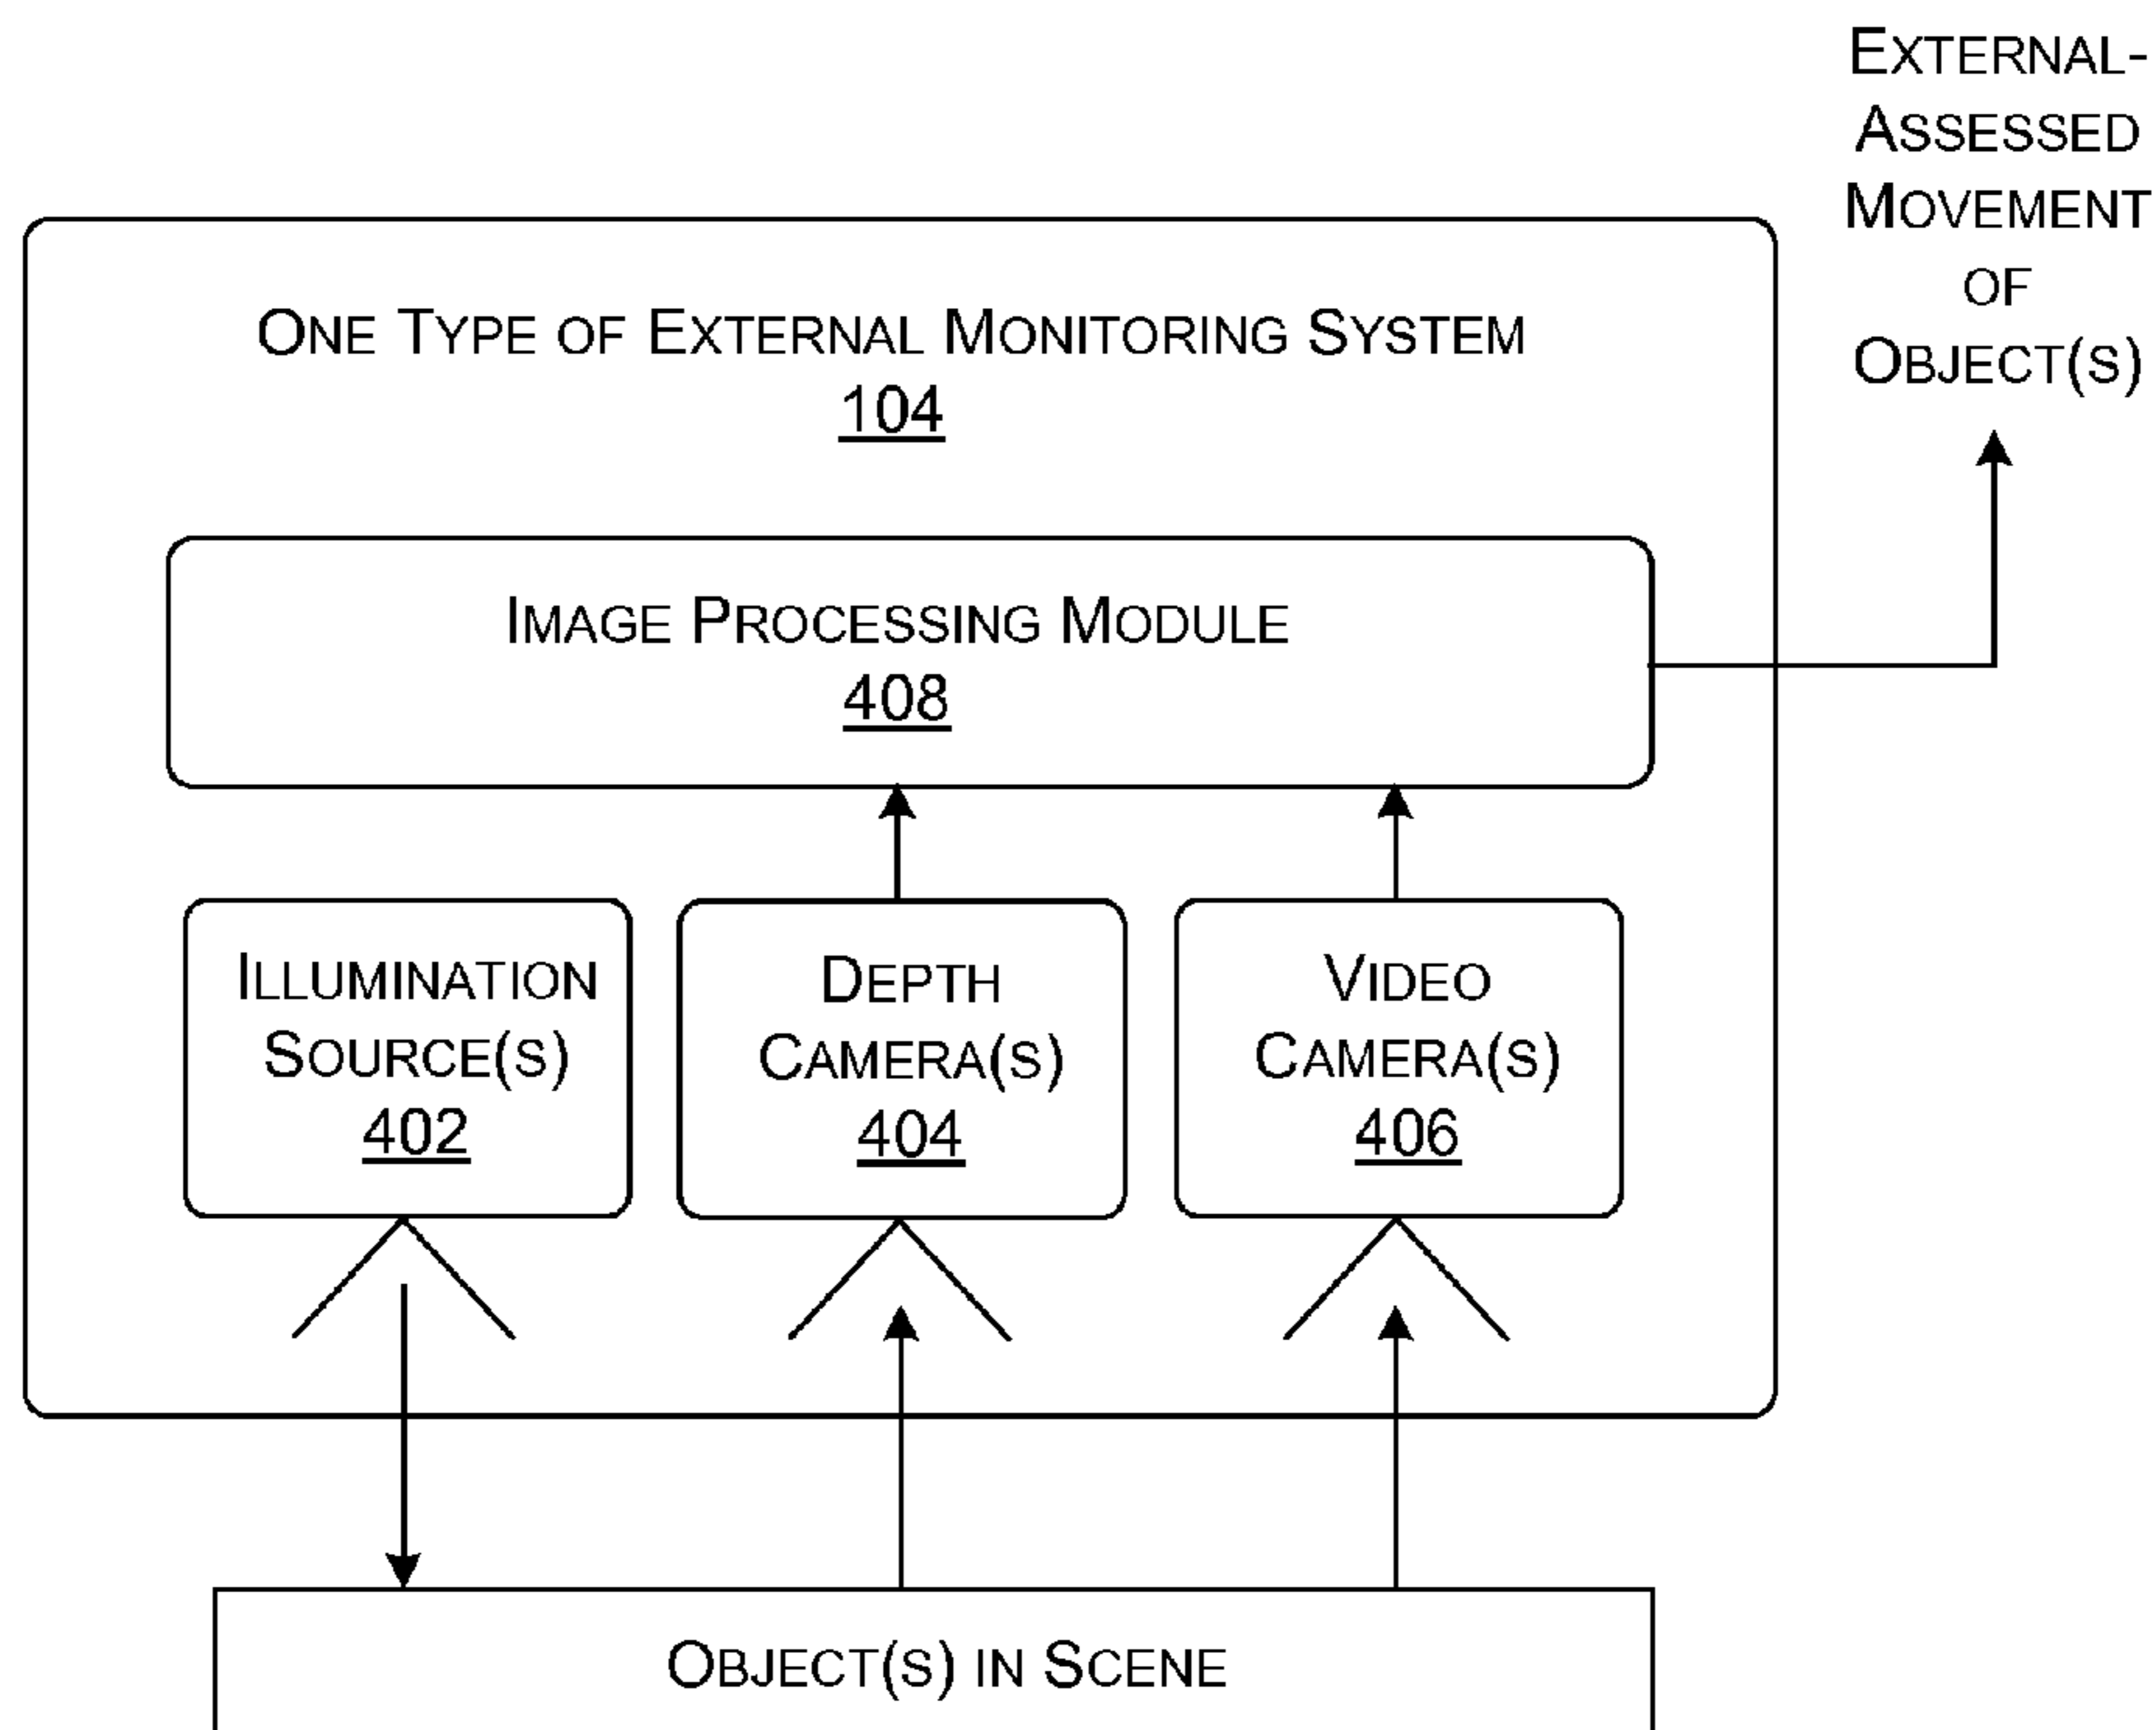 EXTERNAL-
ASSESSED
MOVEMENT
OF
OBJECT(S)
ONE TYPE OF EXTERNAL MONITORING SYSTEM
104
IMAGE PROCESSING MODULE
408
ILLUMINATION
SOURCE(S)
402
DEPTH
CAMERA(S)
404
VIDEO
CAMERA(S)
406
OBJECT(S) IN SCENE